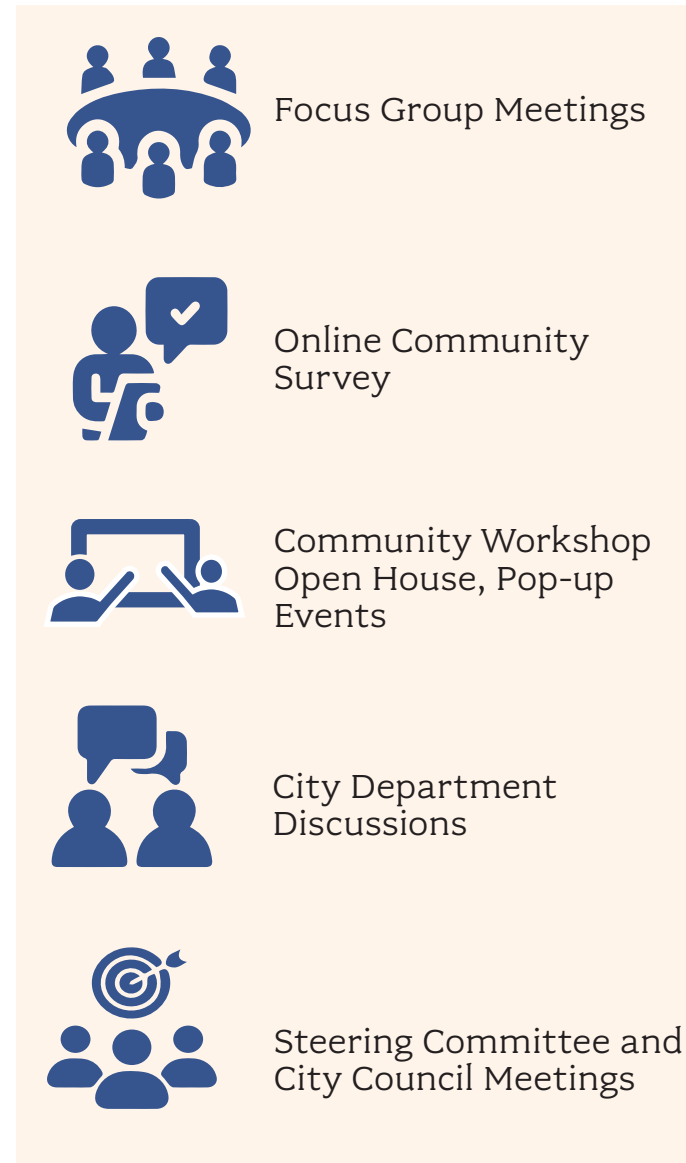 Focus Group Meetings
Online Community
Survey
Community Workshop
Open House, Pop-up
Events
City Department
Discussions
Steering Committee and
City Council Meetings